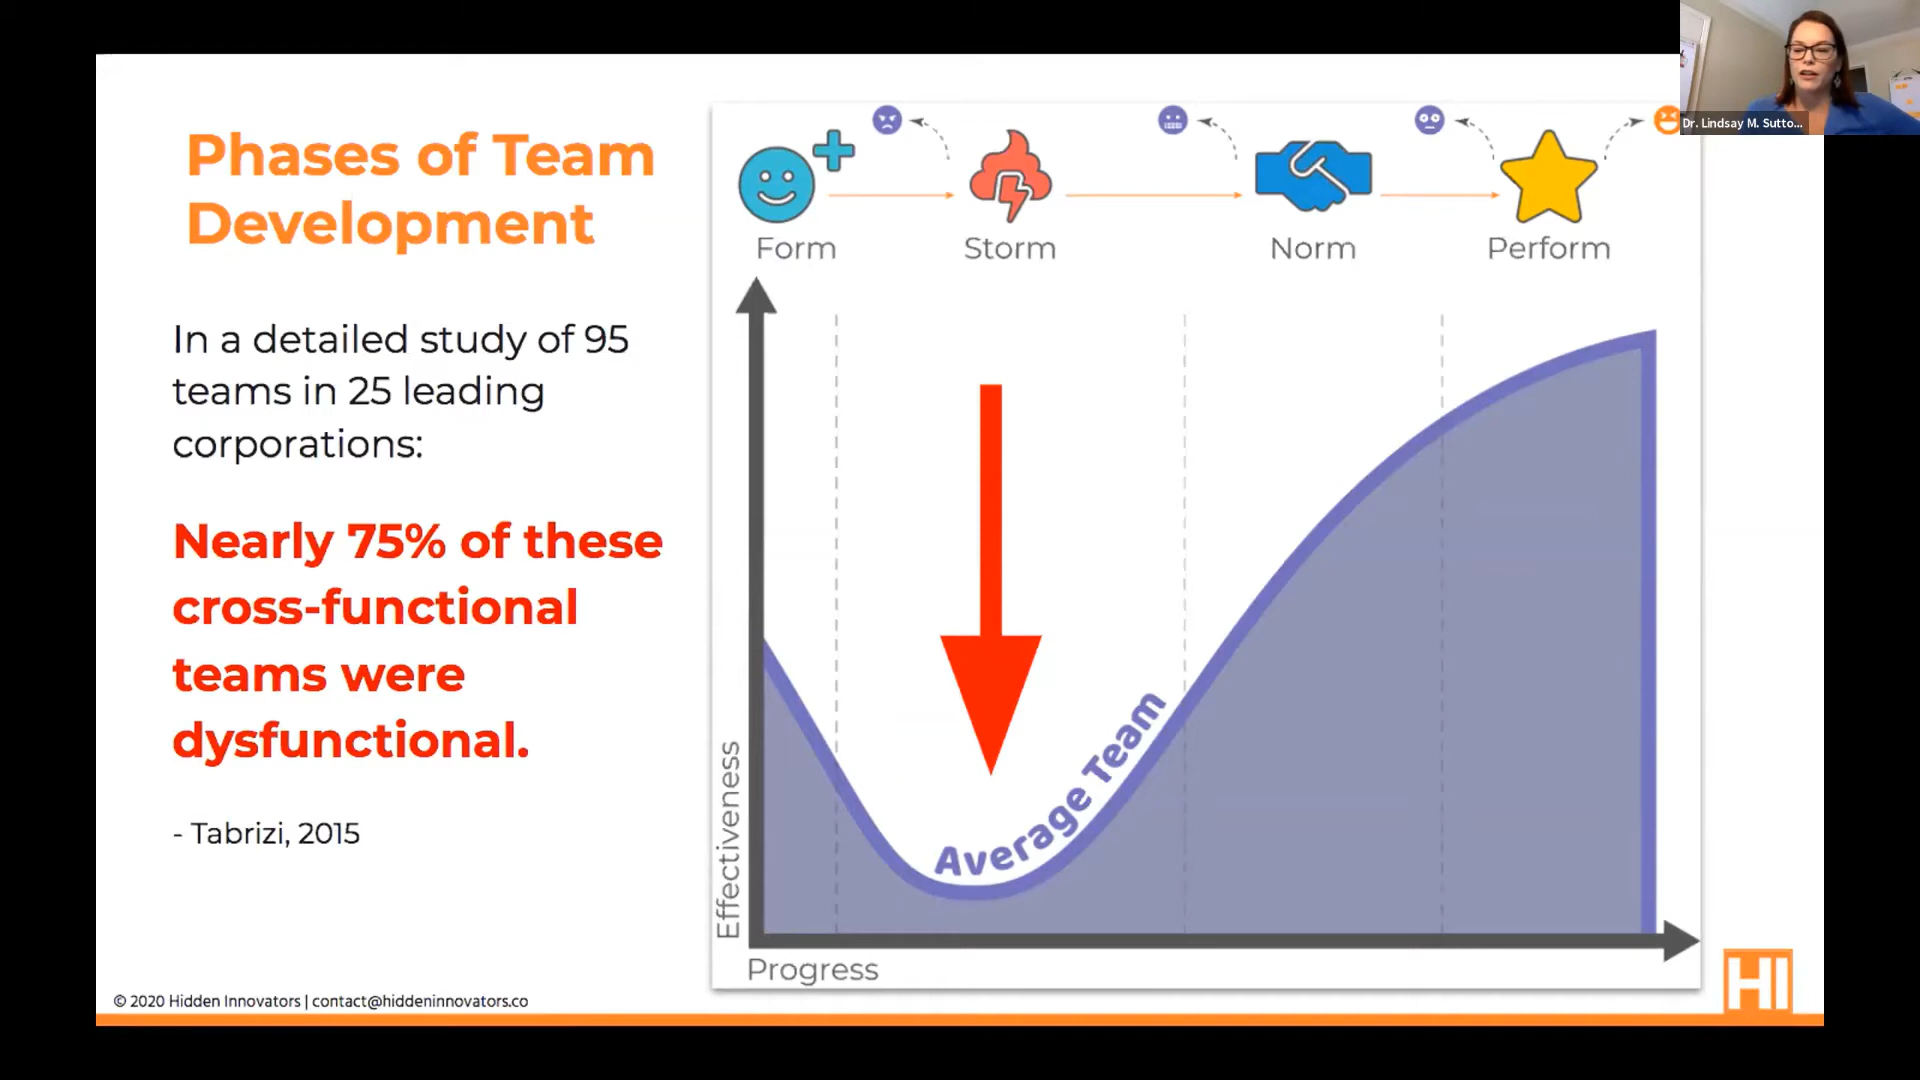 Dr. Lindsay M. Sutto...
Phases of Team
Development
In a detailed study of 95
teams in 25 leading
corporations:
Nearly 75% of these
cross-functional
teams were
dysfunctional.
- Tabrizi, 2015
Form
Storm
Norm
Perform
Effectiveness
Average Team
Progress
© 2020 Hidden Innovators | contact@hiddeninnovators.co
HI